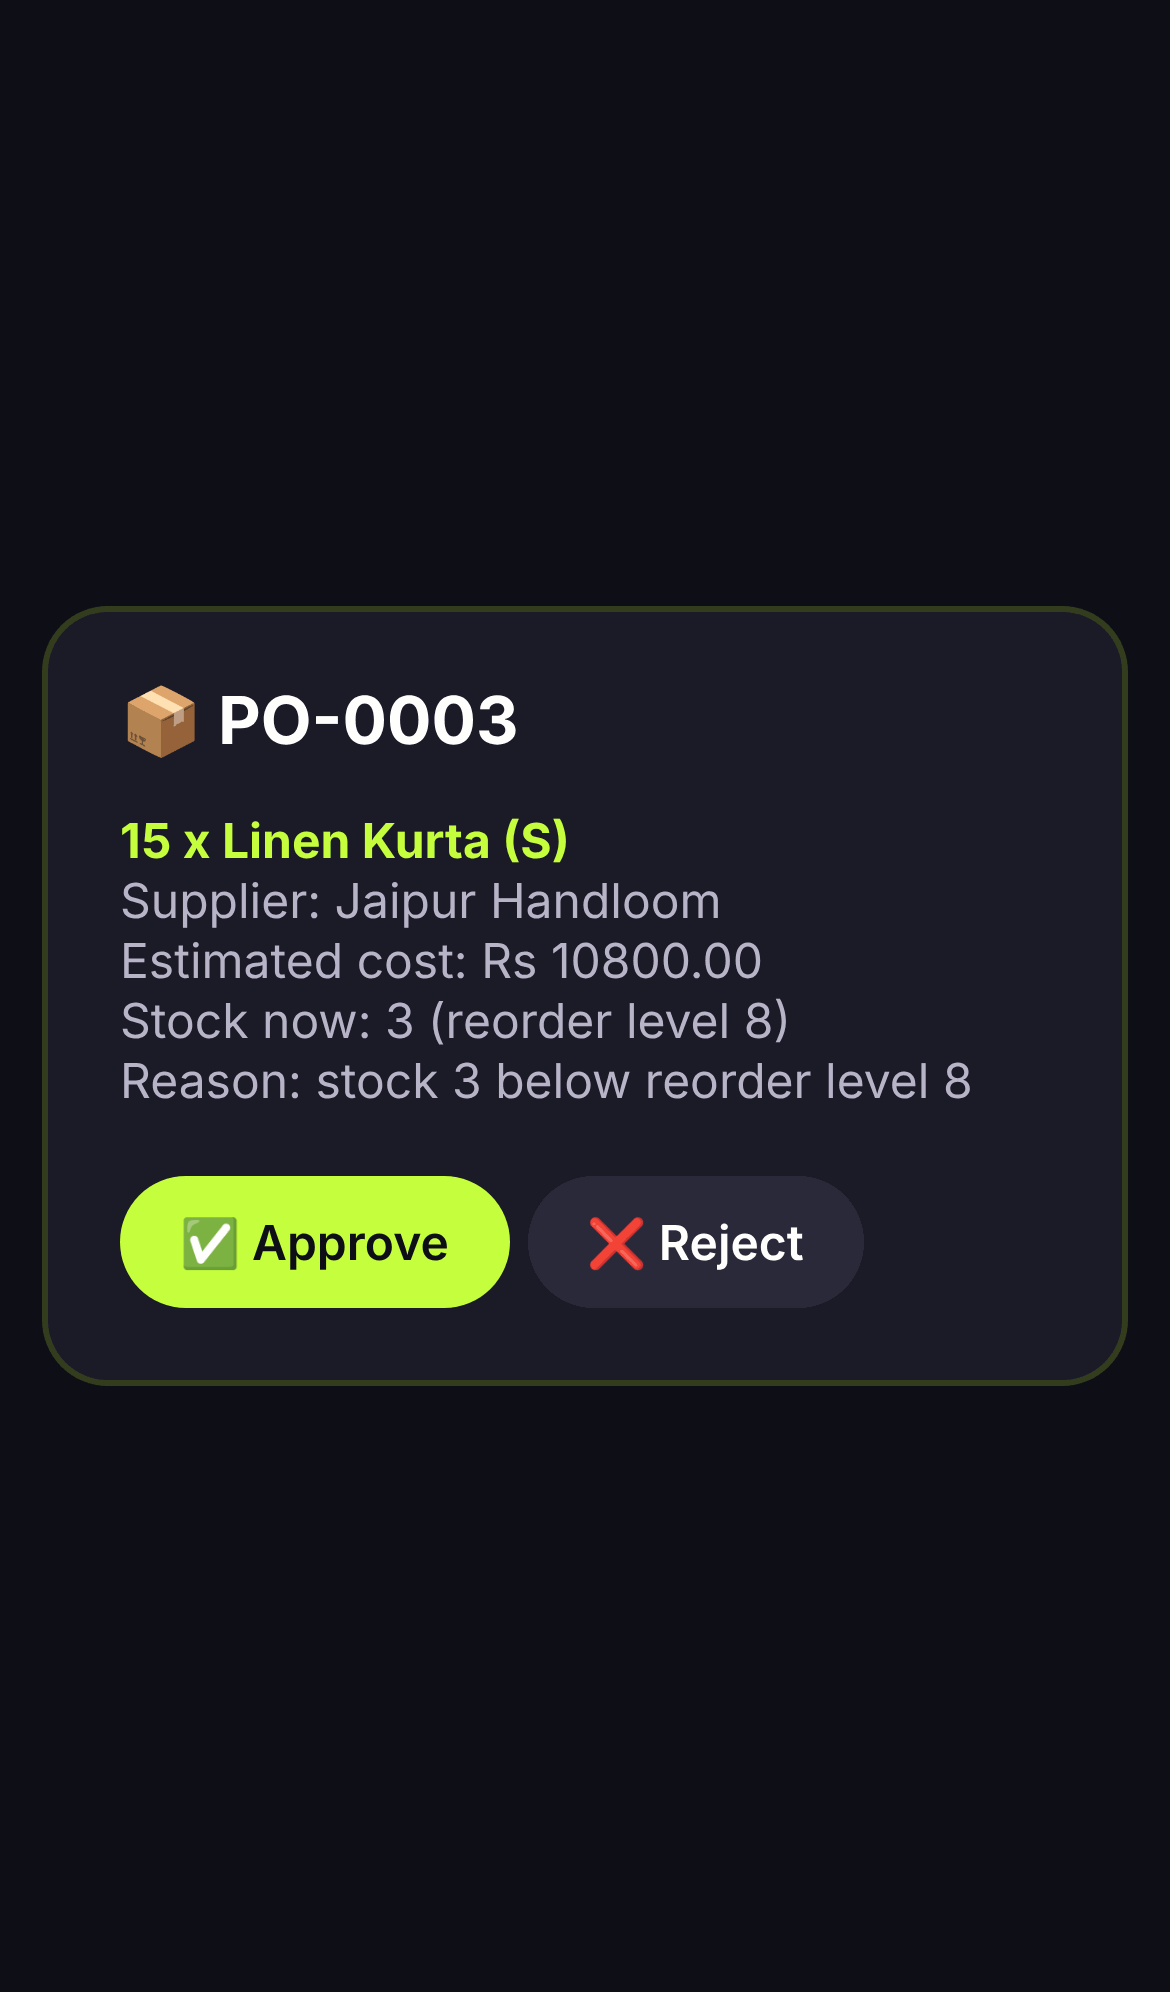 📦 PO-0003
15 x Linen Kurta (S)
Supplier: Jaipur Handloom
Estimated cost: Rs 10800.00
Stock now: 3 (reorder level 8)
Reason: stock 3 below reorder level 8
✅ Approve
❌ Reject